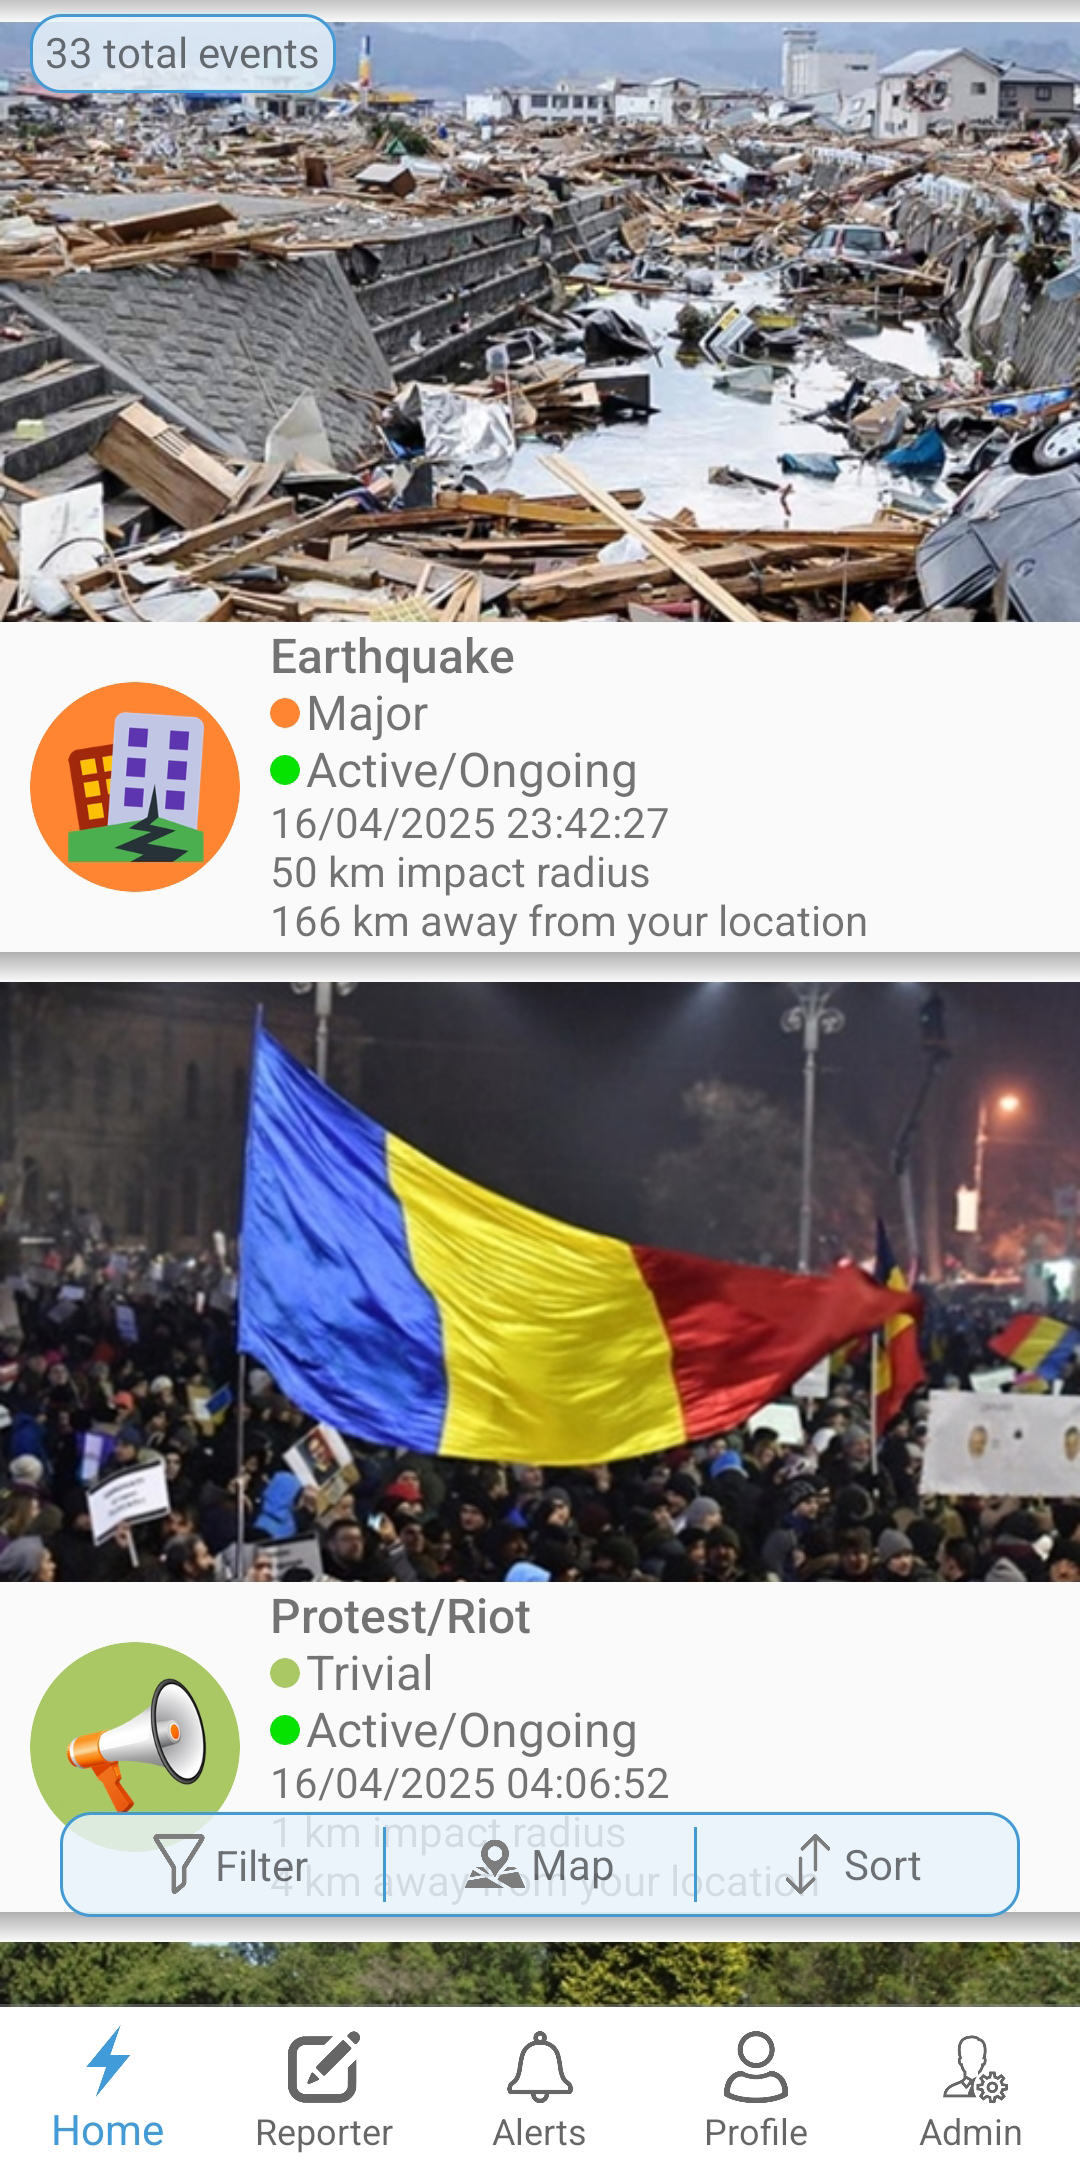 33 total events
Earthquake
Major
Active/Ongoing
16/04/2025 23:42:27
50 km impact radius
166 km away from your location
Protest/Riot
Trivial
Active/Ongoing
16/04/2025 04:06:52
1 km impact radius
4 km away from your location
Filter
Map
Sort
Home
Reporter
Alerts
Profile
Admin